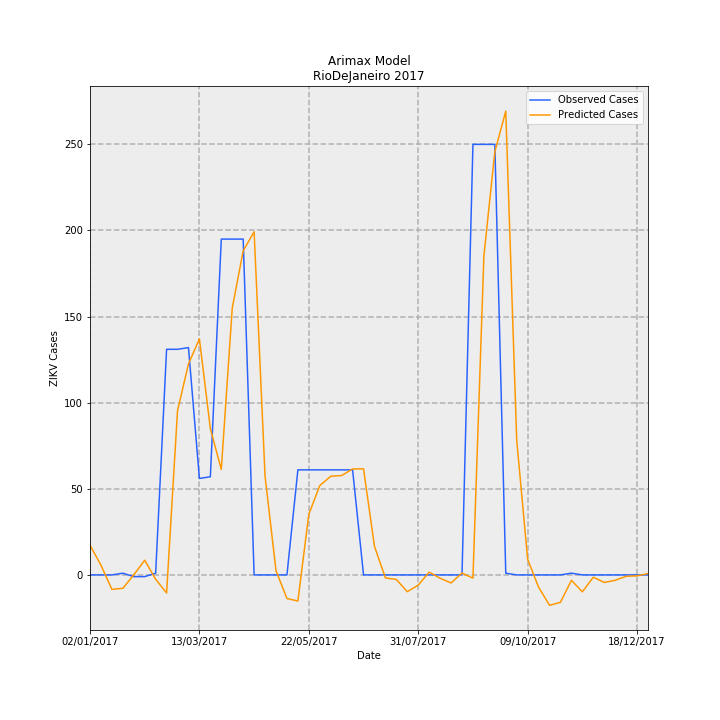 Arimax Model
RioDeJaneiro 2017
Observed Cases
Predicted Cases
250
200
150
100
50
0
ZIKV Cases
02/01/2017
13/03/2017
22/05/2017
31/07/2017
09/10/2017
18/12/2017
Date